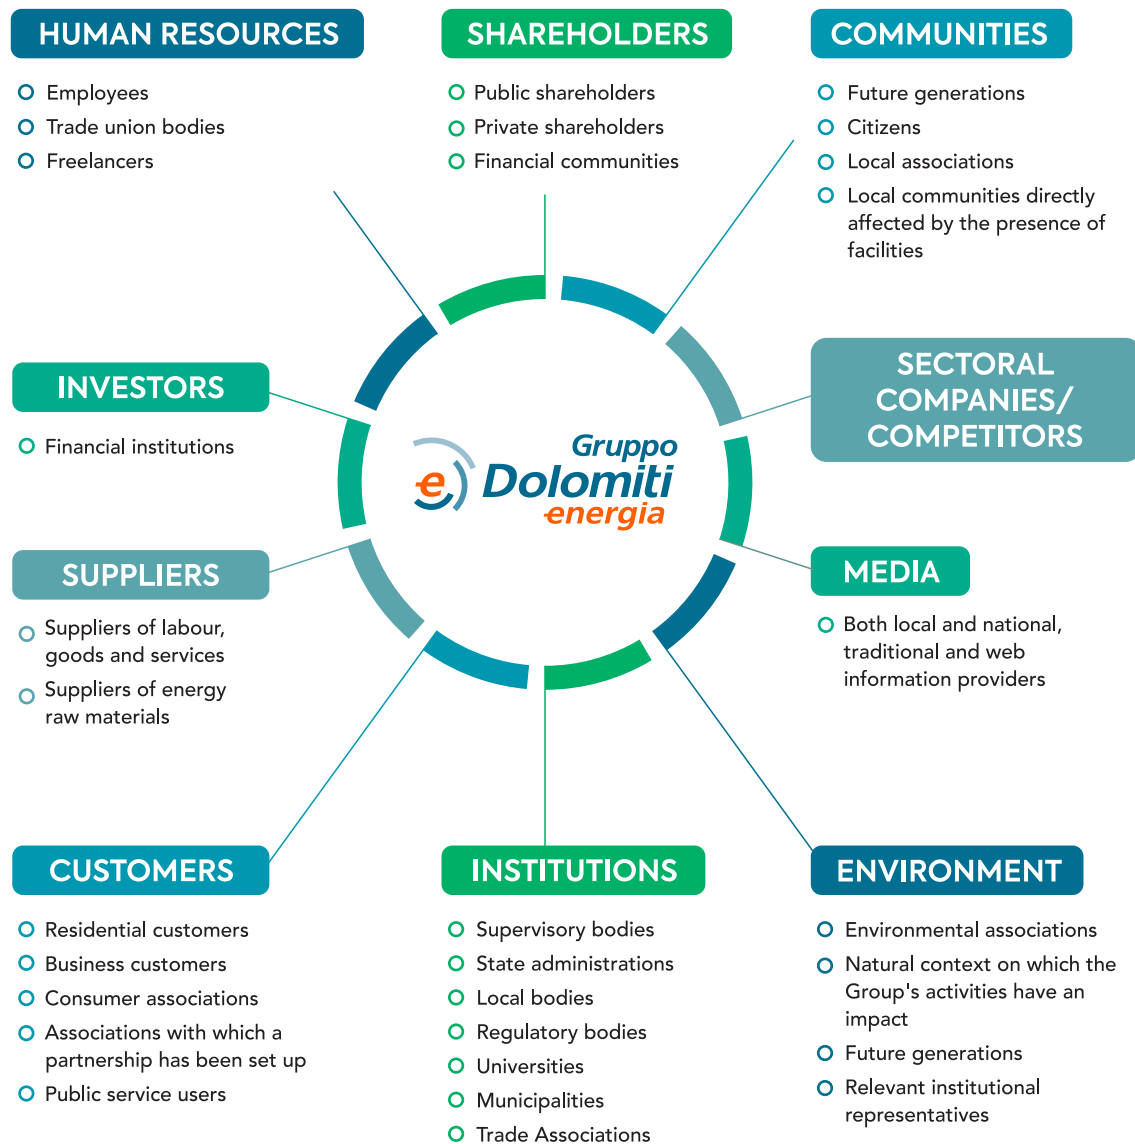 HUMAN RESOURCES
Employees
Trade union bodies
Freelancers
SHAREHOLDERS
Public shareholders
Private shareholders
Financial communities
COMMUNITIES
Future generations
Citizens
Local associations
Local communities directly
affected by the presence of
facilities
INVESTORS
Financial institutions
Gruppo
Dolomiti
energia
e
SECTORAL
COMPANIES/
COMPETITORS
SUPPLIERS
Suppliers of labour,
goods and services
Suppliers of energy
raw materials
MEDIA
Both local and national,
traditional and web
information providers
CUSTOMERS
Residential customers
Business customers
Consumer associations
Associations with which a
partnership has been set up
Public service users
INSTITUTIONS
Supervisory bodies
State administrations
Local bodies
Regulatory bodies
Universities
Municipalities
Trade Associations
ENVIRONMENT
Environmental associations
Natural context on which the
Group's activities have an
impact
Future generations
Relevant institutional
representatives